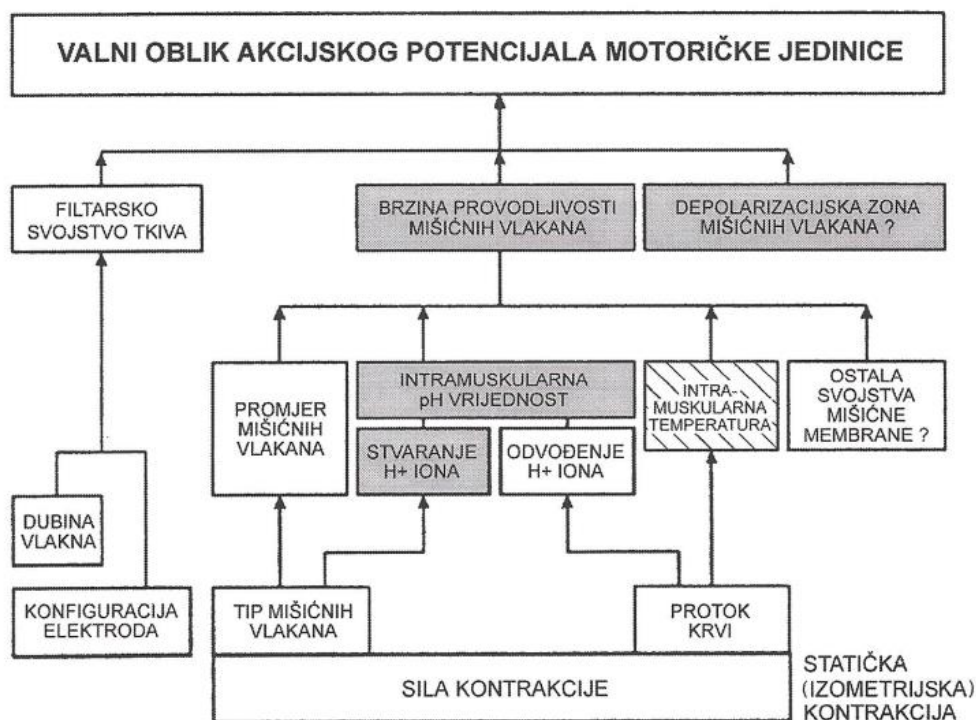 VALNI OBLIK AKCIJSKOG POTENCIJALA MOTORIČKE JEDINICE
FILTARSKO
SVOJSTVO TKIVA
BRZINA PROVODLJIVOSTI
MIŠIĆNIH VLAKANA
DEPOLARIZACIJSKA ZONA
MIŠIĆNIH VLAKANA ?
PROMJER
MIŠIĆNIH
VLAKANA
INTRAMUSKULARNA
pH VRIJEDNOST
STVARANJE
H+ IONA
ODVOĐENJE
H+ IONA
INTRA-
MUSKULARNA
TEMPERATURA
OSTALA
SVOJSTVA
MIŠIĆNE
MEMBRANE ?
DUBINA
VLAKNA
KONFIGURACIJA
ELEKTRODA
TIP MIŠIĆNIH
VLAKANA
PROTOK
KRVI
SILA KONTRAKCIJE
STATIČKA
(IZOMETRIJSKA)
KONTRAKCIJA